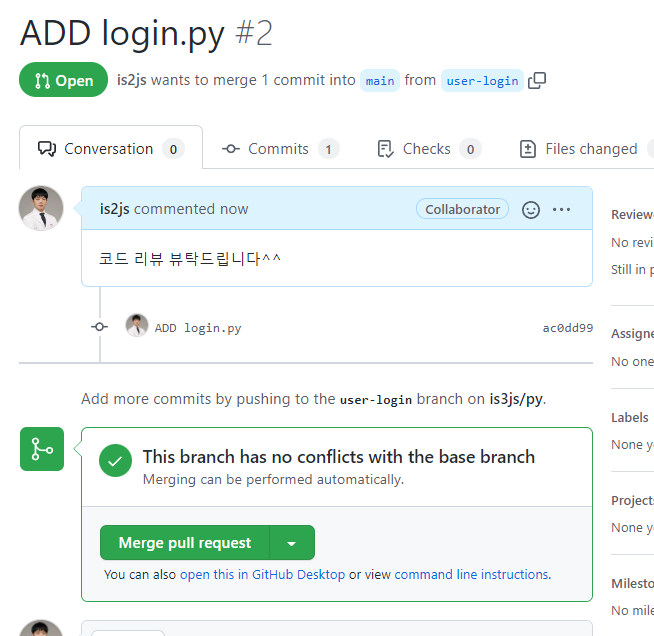 ADD login.py #2
Open is2js wants to merge 1 commit into main from user-login
Conversation 0 Commits 1 Checks 0 Files changed
is2js commented now Collaborator
코드 리뷰 뷰탁드립니다^^
Reviewe
No revi
Still in p
ADD login.py ac0dd99
Assigne
No one
Add more commits by pushing to the user-login branch on is3js/py.
Labels
None y
This branch has no conflicts with the base branch
Merging can be performed automatically.
Project
None y
Merge pull request
You can also open this in GitHub Desktop or view command line instructions.
Milesto
No mile